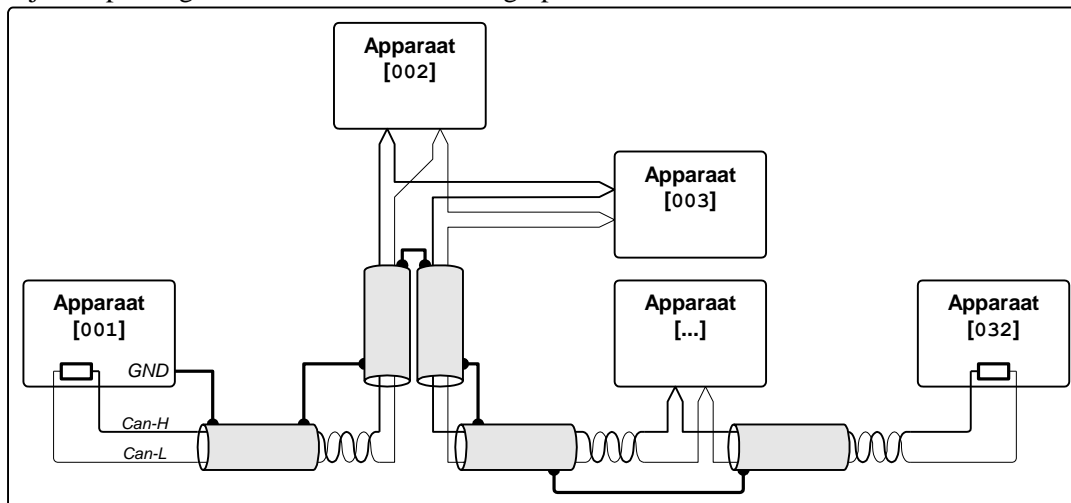 Apparaat
[002]
Apparaat
[003]
Apparaat
[001]
Apparaat
[...]
Apparaat
[032]
GND
Can-H
Can-L